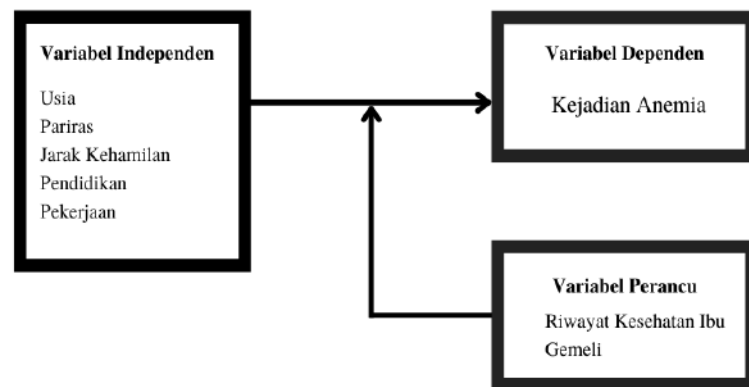 Variabel Independen
Usia
Pariras
Jarak Kehamilan
Pendidikan
Pekerjaan
Variabel Dependen
Kejadian Anemia
Variabel Perancu
Riwayat Kesehatan Ibu
Gemeli